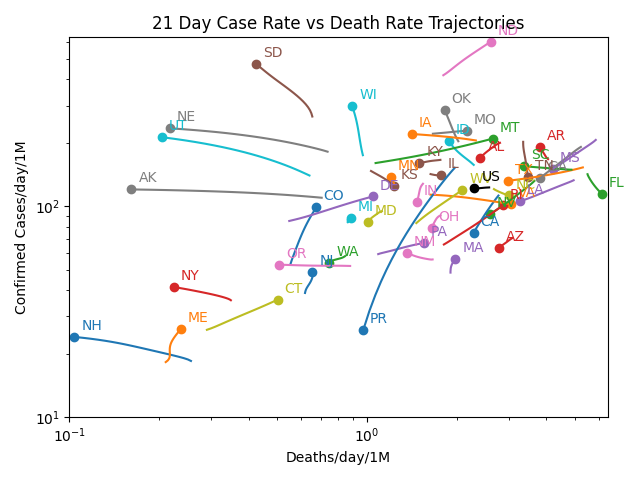 21 Day Case Rate vs Death Rate Trajectories
ND
SD
WI
OK
NE
UT
IA
ID
MO
MT
AL
AR
KY
IL
SC
TN
MS
MN
KS
AK
DE
IN
US
FL
CO
MI
MD
OH
CA
NM
PA
MA
AZ
OR
WA
NJ
NY
CT
ME
NH
PR
Confirmed Cases/day/1M
10²
10¹
10⁻¹
10⁰
Deaths/day/1M